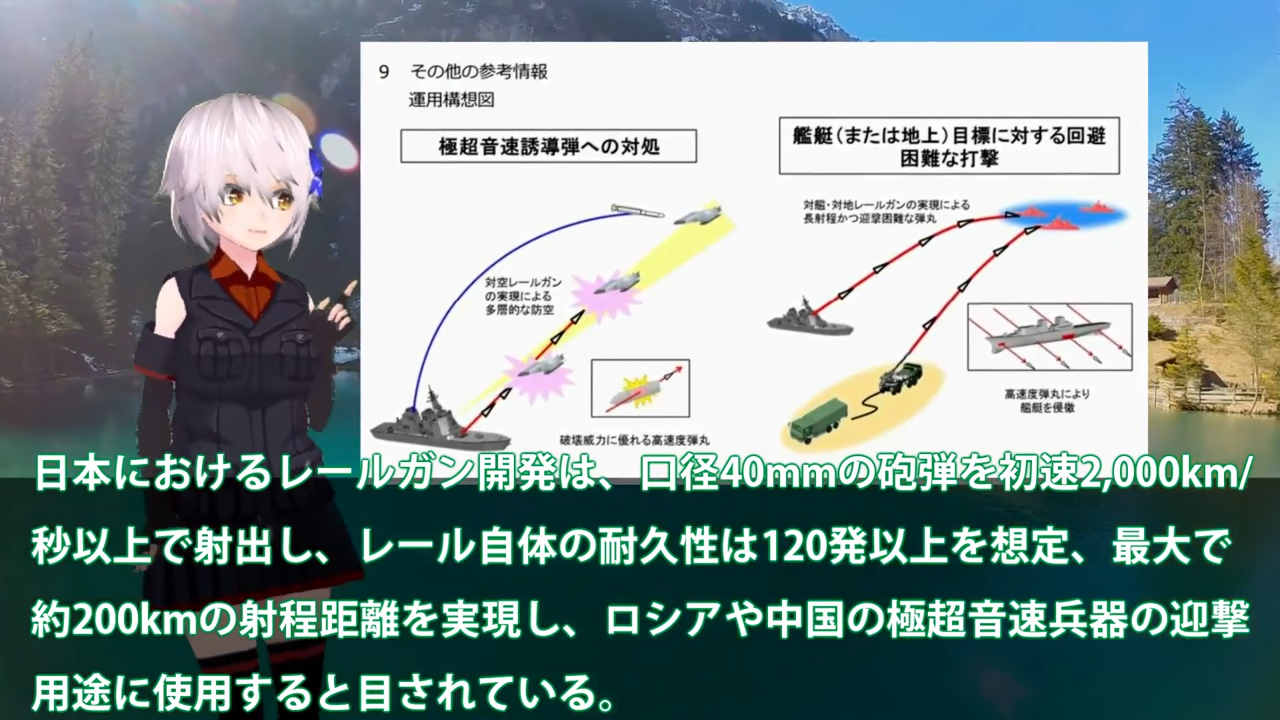 9 その他の参考情報
運用構想図
極超音速誘導弾への対処
対空レールガン
の実現による
多層的な防空
破壊威力に優れる高速度弾丸
艦艇(または地上)目標に対する回避
困難な打撃
対艦・対地レールガンの実現による
長射程かつ迎撃困難な弾丸
高速度弾丸により
艦艇を侵徹
日本におけるレールガン開発は、口径40mmの砲弾を初速2,000km/
秒以上で射出し、レール自体の耐久性は120発以上を想定、最大で
約200kmの射程距離を実現し、ロシアや中国の極超音速兵器の迎撃
用途に使用すると目されている。